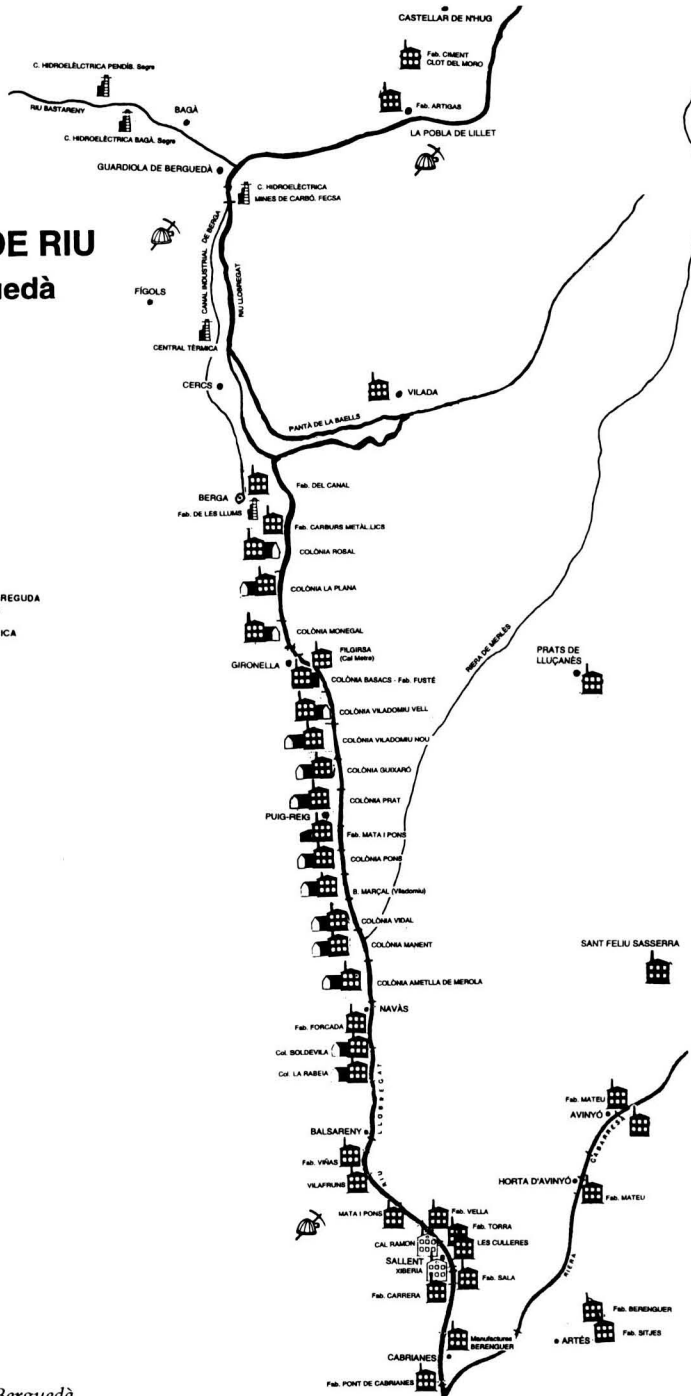 CASTELLAR DE N'HUG
Fab. CIMENT
CLOT DEL MORO
C. HIDROELÈLCTRICA PENDÍB. Segre
RIU BASTARENY
BAGÀ
Fab. ARTIGAS
C. HIDROELÈCTRICA BAGÀ. Segre
LA POBLA DE LILLET
GUARDIOLA DE BERGUEDÀ
C. HIDROELÈCTRICA
MINES DE CARBÓ. FECSA
DE RIU
uedà
CANAL INDUSTRIAL DE BERGA
RIU LLOBREGAT
FÍGOLS
CENTRAL TÈRMICA
CERCS
VILADA
PANTÀ DE LA BAELLS
Fab. DEL CANAL
BERGA
Fab. DE LES LLUMS
Fab. CARBURS METÀL.LICS
COLÒNIA ROSAL
COLÒNIA LA PLANA
REGUDA
ICA
COLÒNIA MONEGAL
FILGIRSA
(Cal Metre)
GIRONELLA
COLÒNIA BASACS - Fab. FUSTÉ
RIERA DE MERLÈS
PRATS DE
LLUÇANÈS
COLÒNIA VILADOMIU VELL
COLÒNIA VILADOMIU NOU
COLÒNIA GUIXARÓ
COLÒNIA PRAT
PUIG-REIG
Fab. MATA I PONS
COLÒNIA PONS
B. MARÇAL (Viladomiu)
COLÒNIA VIDAL
COLÒNIA MANENT
SANT FELIU SASSERRA
COLÒNIA AMETLLA DE MEROLA
NAVÀS
Fab. FORCADA
Col. SOLDEVILA
Col. LA RABEIA
RIU LLOBREGAT
BALSARENY
Fab. VIÑAS
VILAFRUNS
Fab. MATEU
AVINYÓ
RIERA GABARRESA
HORTA D'AVINYÓ
Fab. MATEU
MATA I PONS
Fab. VELLA
Fab. TORRA
CAL RAMON
LES CULLERES
SALLENT
XIBERIA
Fab. SALA
Fab. CARRERA
Fab. BERENGUER
Fab. SITJES
ARTÉS
Manufactures
BERENGUER
CABRIANES
Fab. PONT DE CABRIANES
Berguedà